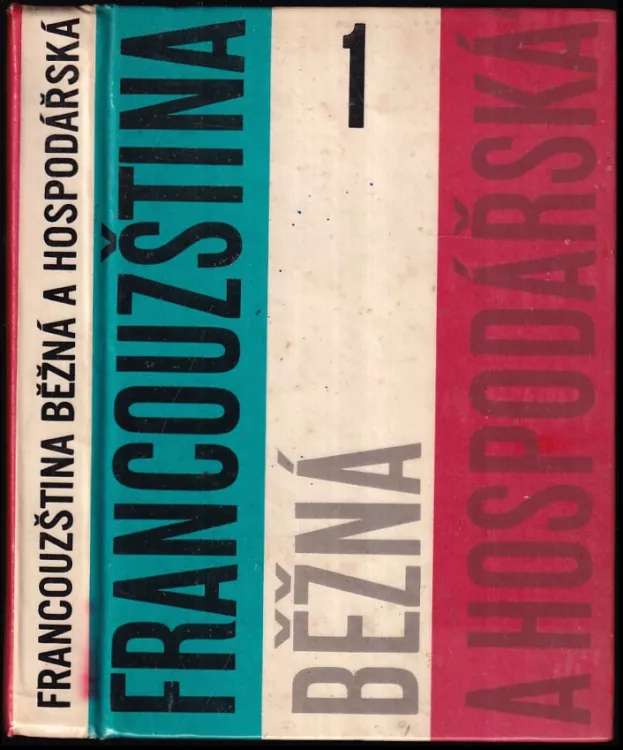 FRANCOUZŠTINA BĚŽNÁ A HOSPODÁŘSKÁ
FRANCOUZŠTINA
1
BĚŽNÁ
A HOSPODÁŘSKÁ